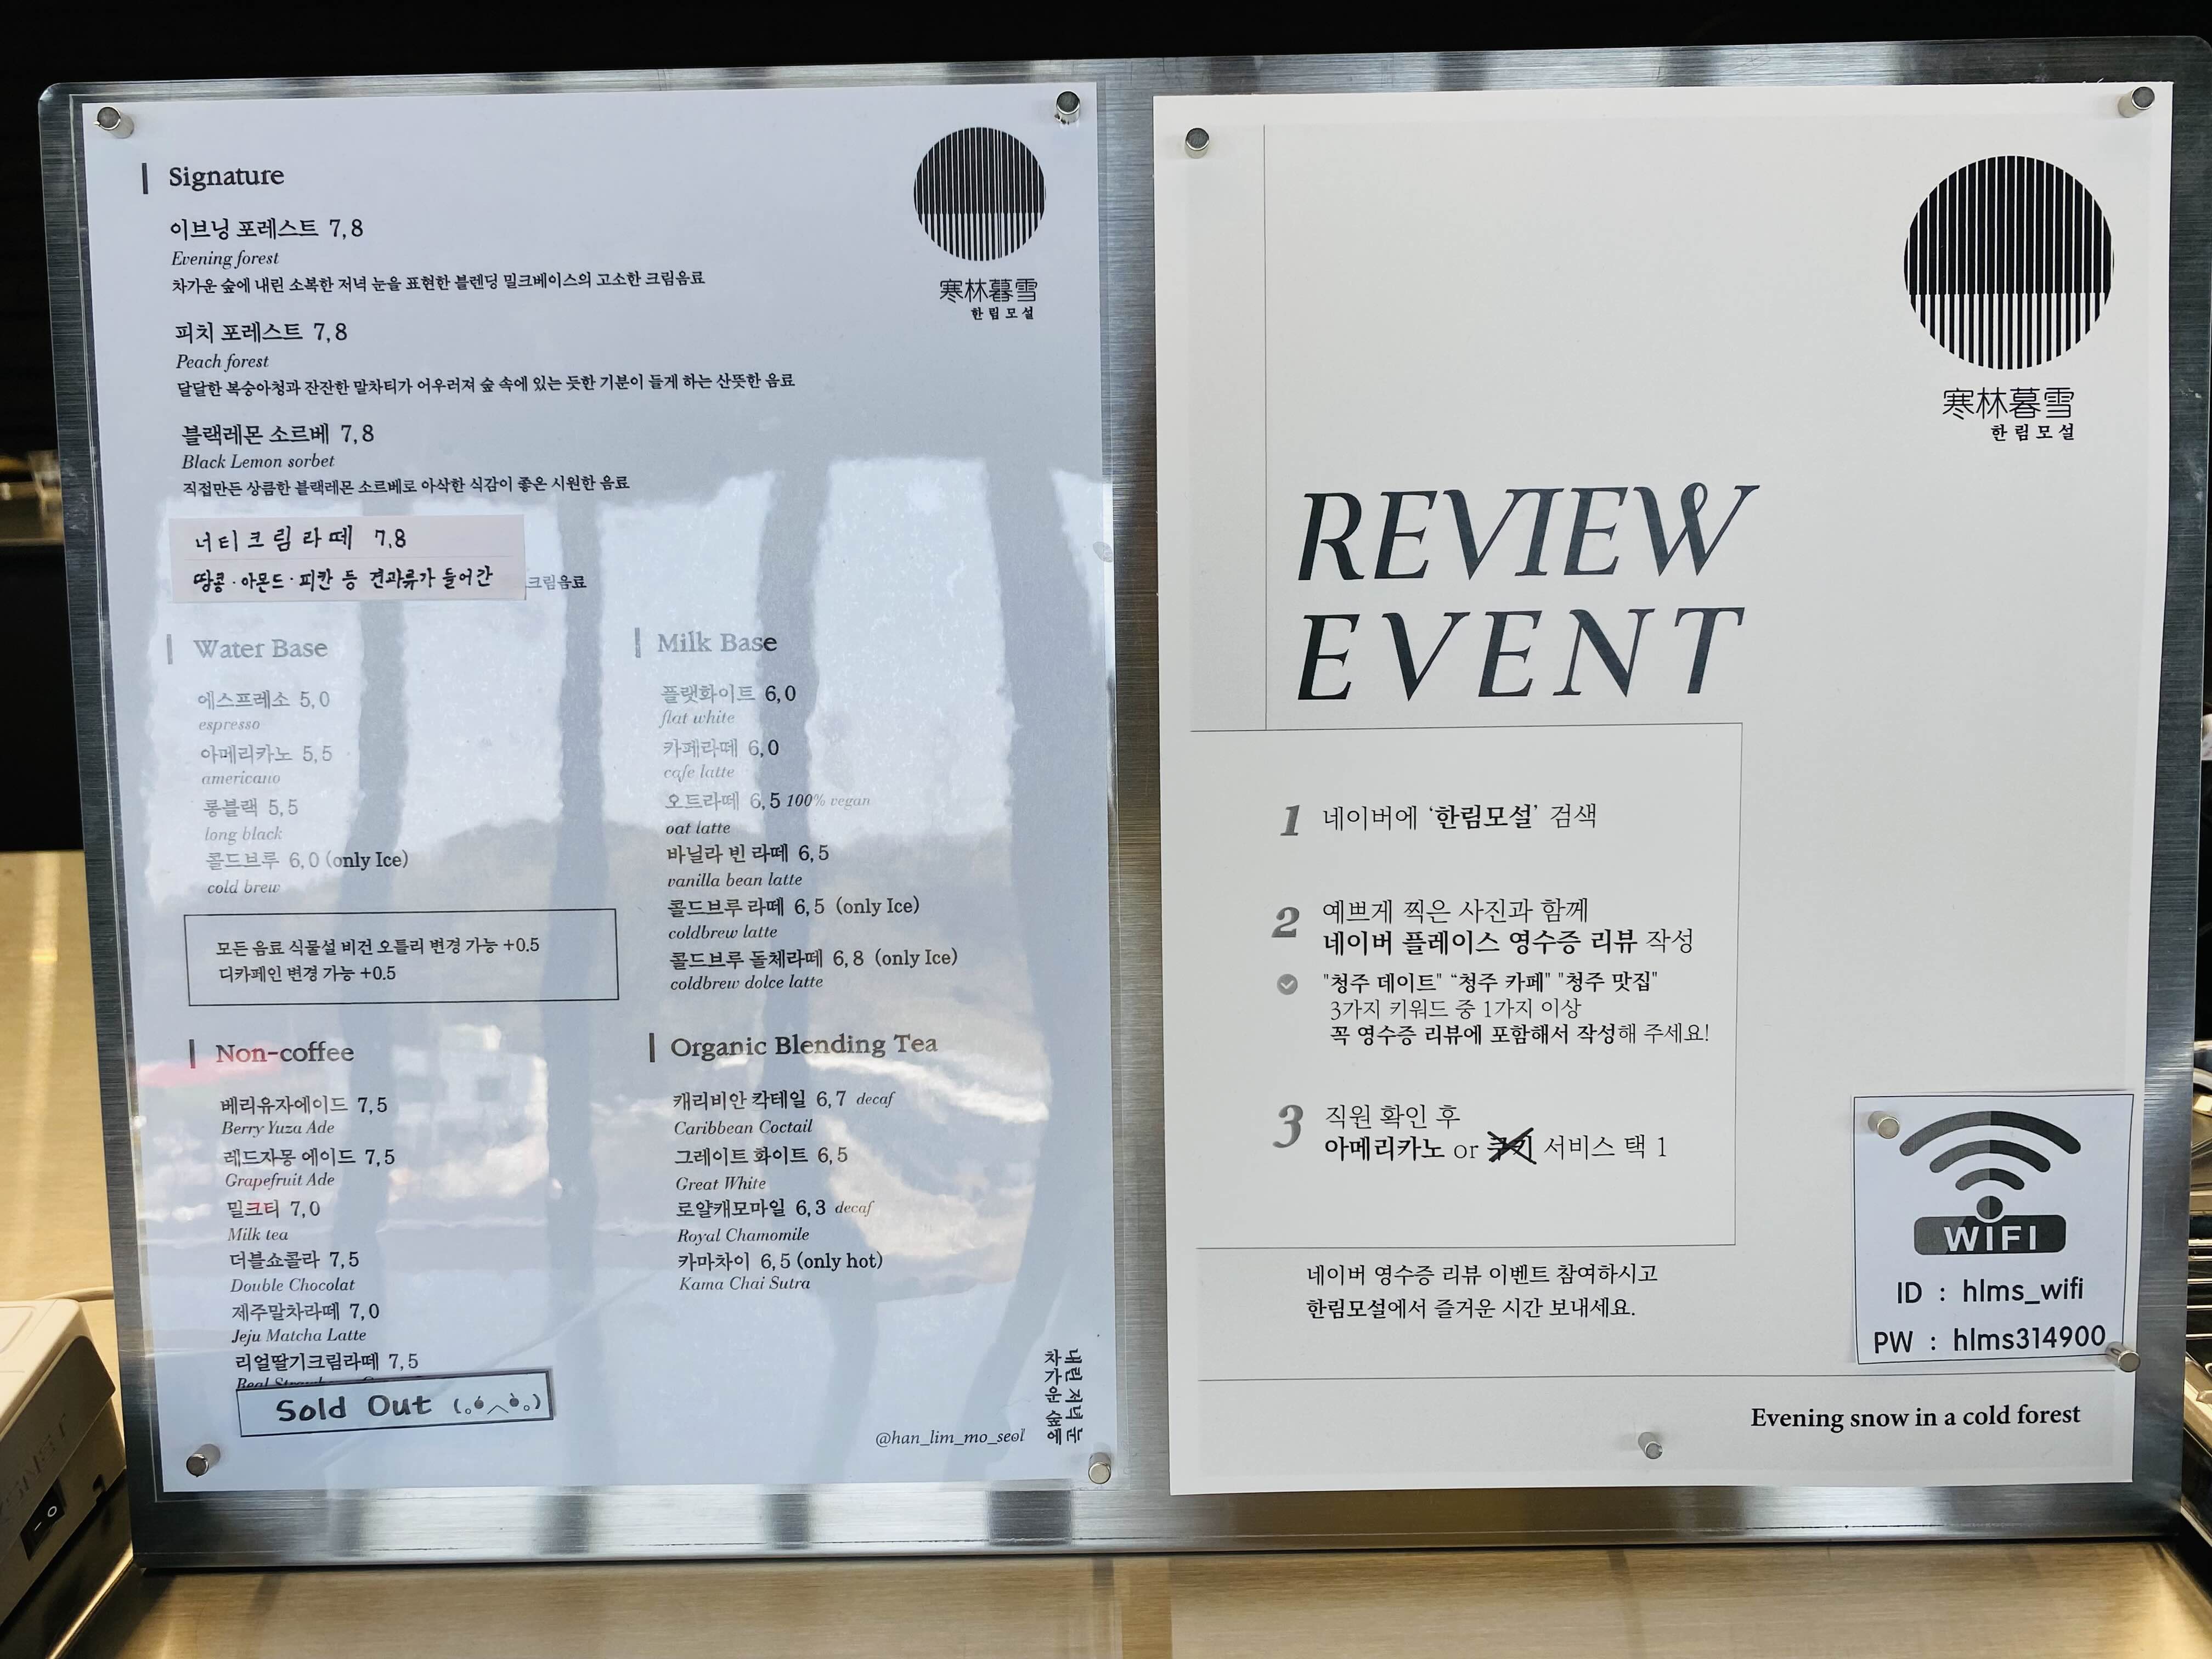 Signature
이브닝 포레스트 7,8
Evening forest
차가운 숲에 내린 소복한 저녁 눈을 표현한 블렌딩 밀크베이스의 고소한 크림음료
피치 포레스트 7,8
Peach forest
달달한 복숭아청과 잔잔한 말차티가 어우러져 숲 속에 있는 듯한 기분이 들게 하는 산뜻한 음료
블랙레몬 소르베 7,8
Black Lemon sorbet
직접만든 상큼한 블랙레몬 소르베로 아삭한 식감이 좋은 시원한 음료
너티크림라떼 7,8
땅콩·아몬드·피칸 등 견과류가 들어간 크림음료
寒林暮雪
한림모설
Water Base
에스프레소 5,0
espresso
아메리카노 5,5
americano
롱블랙 5,5
long black
콜드브루 6,0 (only Ice)
cold brew
모든 음료 식물설 비건 오틀리 변경 가능 +0.5
디카페인 변경 가능 +0.5
Milk Base
플랫화이트 6,0
flat white
카페라떼 6,0
cafe latte
오트라떼 6,5 100% vegan
oat latte
바닐라 빈 라떼 6,5
vanilla bean latte
콜드브루 라떼 6,5 (only Ice)
coldbrew latte
콜드브루 돌체라떼 6,8 (only Ice)
coldbrew dolce latte
Non-coffee
베리유자에이드 7,5
Berry Yuza Ade
레드자몽 에이드 7,5
Grapefruit Ade
밀크티 7,0
Milk tea
더블쇼콜라 7,5
Double Chocolat
제주말차라떼 7,0
Jeju Matcha Latte
리얼딸기크림라떼 7,5
Sold Out
Organic Blending Tea
캐리비안 칵테일 6,7 decaf
Caribbean Coctail
그레이트 화이트 6,5
Great White
로얄캐모마일 6,3 decaf
Royal Chamomile
카마차이 6,5 (only hot)
Kama Chai Sutra
차가운 숲에
내린 저녁 눈
@han_lim_mo_seol
寒林暮雪
한림모설
REVIEW
EVENT
1 네이버에 ‘한림모설’ 검색
2 예쁘게 찍은 사진과 함께
네이버 플레이스 영수증 리뷰 작성
"청주 데이트" “청주 카페" "청주 맛집"
3가지 키워드 중 1가지 이상
꼭 영수증 리뷰에 포함해서 작성해 주세요!
3 직원 확인 후
아메리카노 or 쿠키 서비스 택 1
네이버 영수증 리뷰 이벤트 참여하시고
한림모설에서 즐거운 시간 보내세요.
WIFI
ID : hlms_wifi
PW : hlms314900
Evening snow in a cold forest